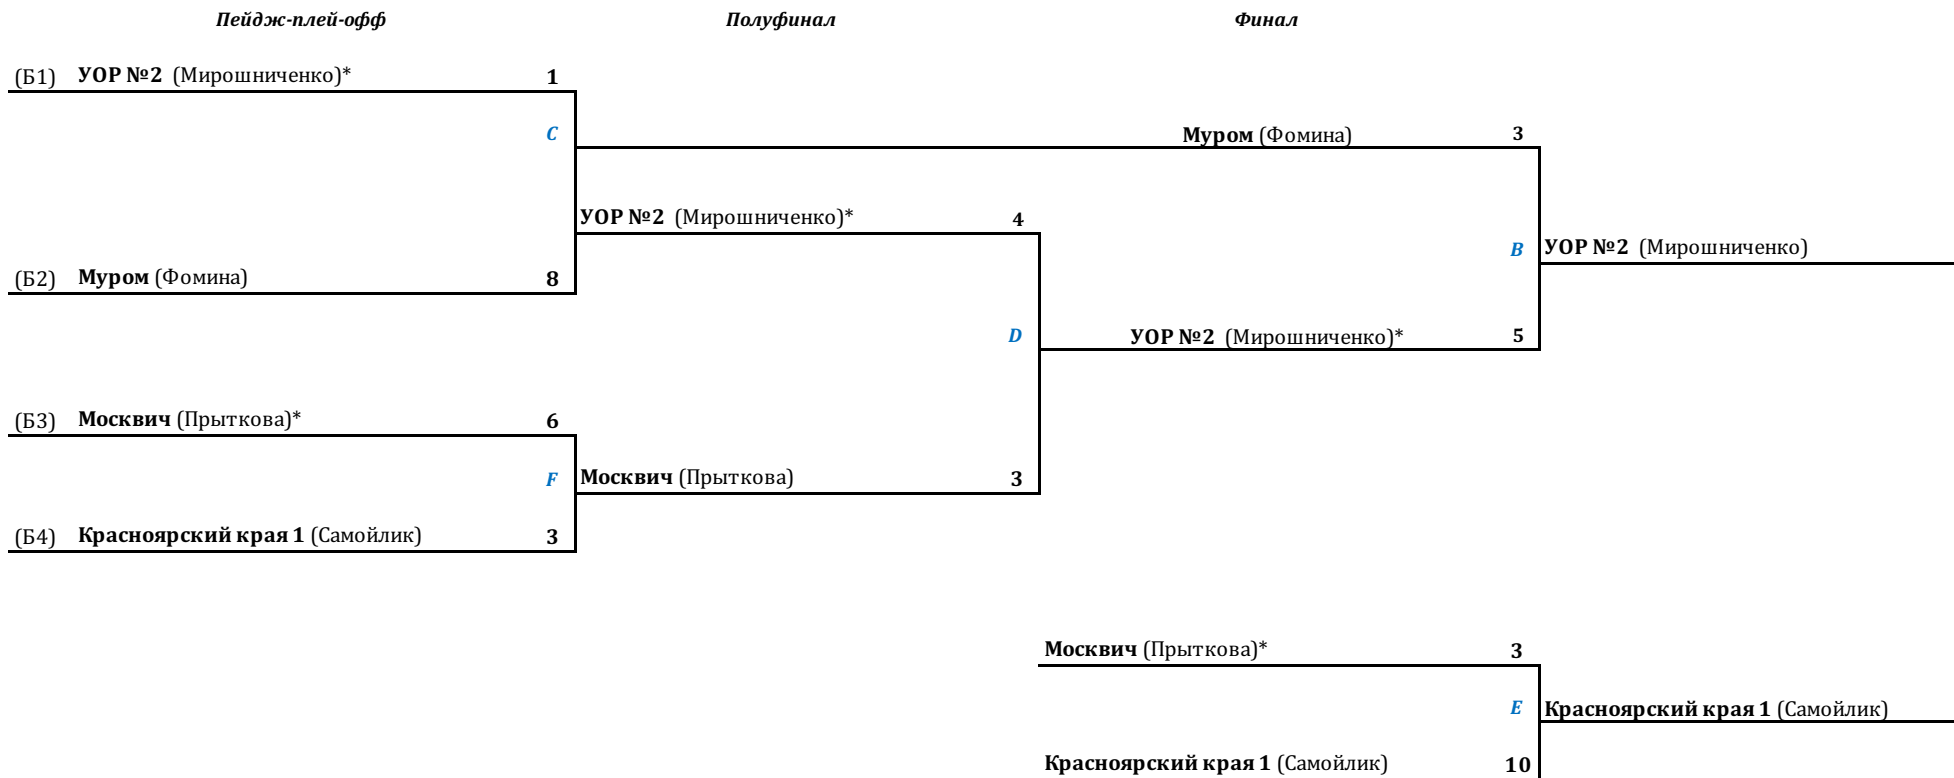 Пейдж-плей-офф Полуфинал Финал
(Б1) УОР №2 (Мирошниченко)* 1
C Муром (Фомина) 3
УОР №2 (Мирошниченко)* 4
B УОР №2 (Мирошниченко)
(Б2) Муром (Фомина) 8
D УОР №2 (Мирошниченко)* 5
(Б3) Москвич (Прыткова)* 6
F Москвич (Прыткова) 3
(Б4) Красноярский края 1 (Самойлик) 3
Москвич (Прыткова)* 3
E Красноярский края 1 (Самойлик)
Красноярский края 1 (Самойлик) 10